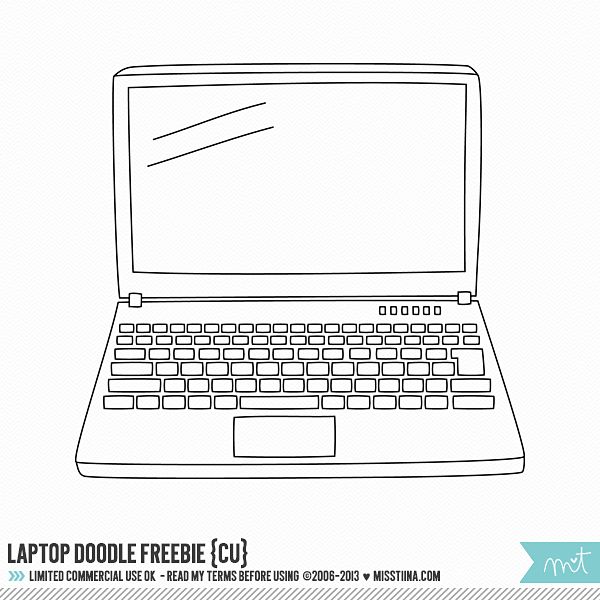 LAPTOP DOODLE FREEBIE {CU}
LIMITED COMMERCIAL USE OK - READ MY TERMS BEFORE USING ©2006-2013 ♥ MISSTIINA.COM
mt